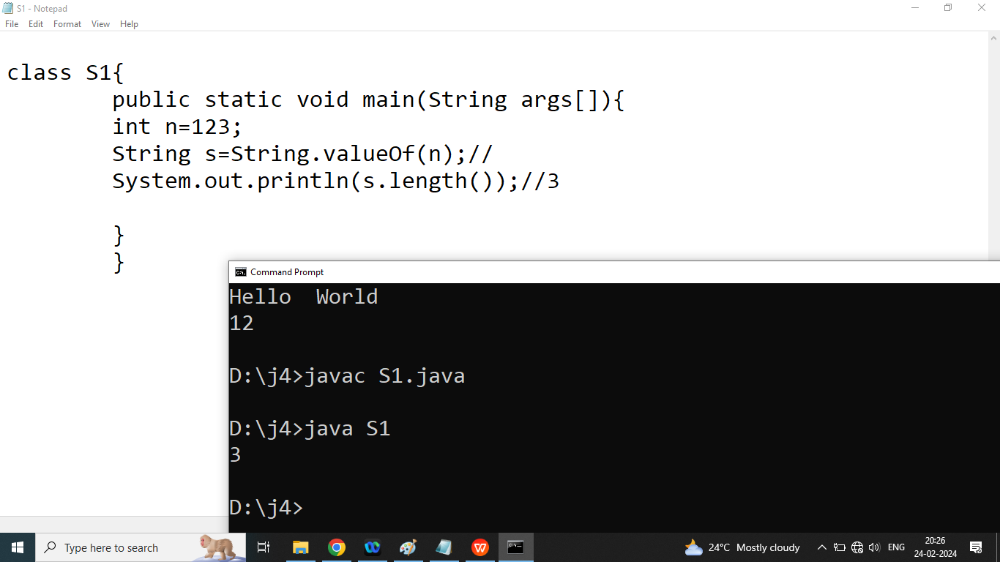 S1 - Notepad
File Edit Format View Help
class S1{
public static void main(String args[]){
int n=123;
String s=String.valueOf(n);//
System.out.println(s.length());//3
}
}
Command Prompt
Hello  World
12
D:\j4>javac S1.java
D:\j4>java S1
3
D:\j4>
Type here to search
24°C Mostly cloudy
ENG
20:26
24-02-2024